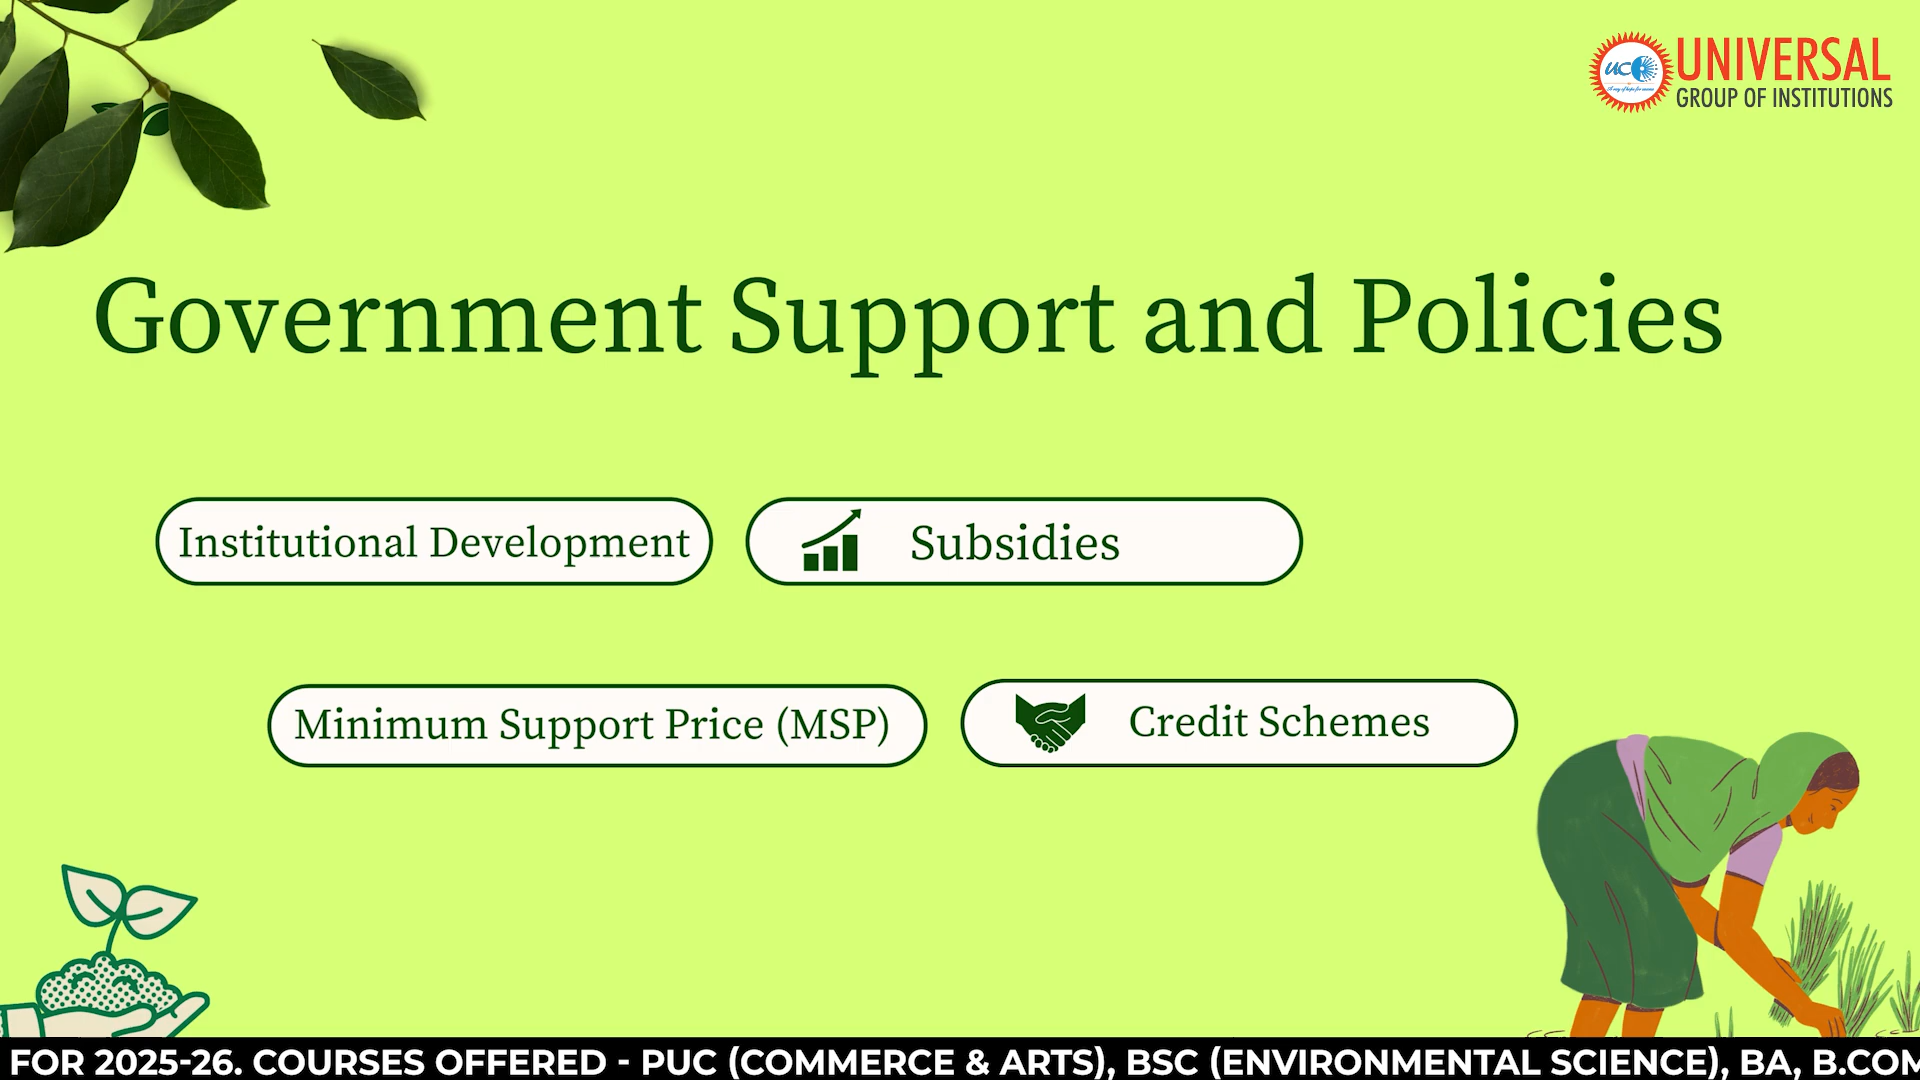 UCO
UNIVERSAL
GROUP OF INSTITUTIONS
Government Support and Policies
Institutional Development
Subsidies
Minimum Support Price (MSP)
Credit Schemes
FOR 2025-26. COURSES OFFERED - PUC (COMMERCE & ARTS), BSC (ENVIRONMENTAL SCIENCE), BA, B.COM